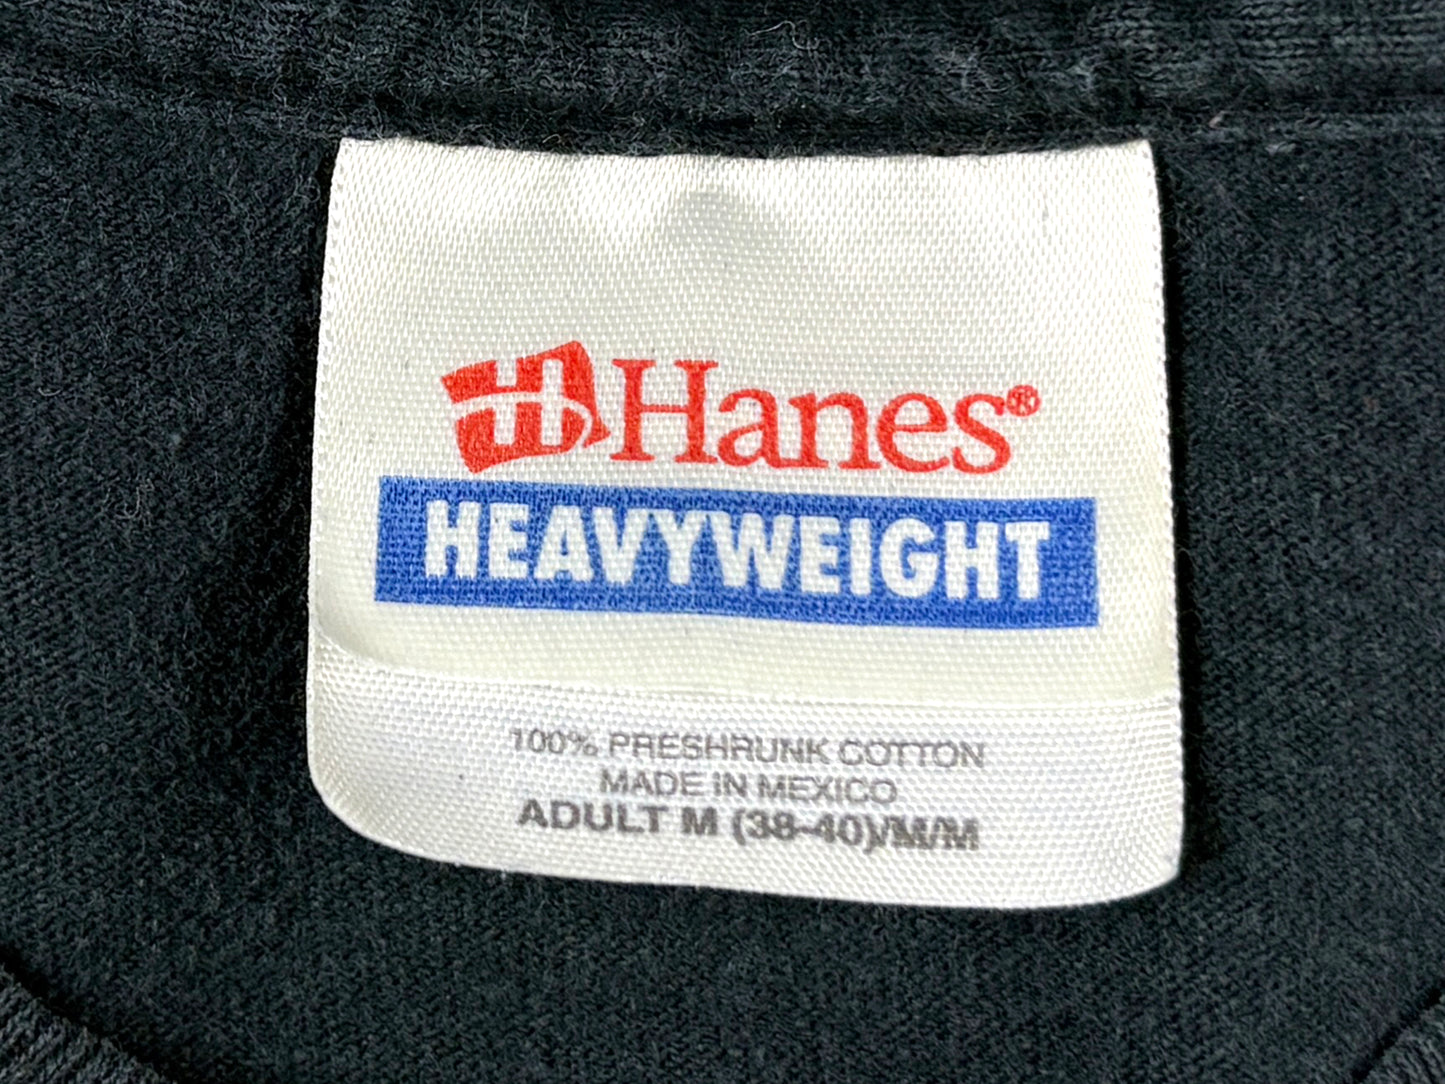 H Hanes®
HEAVYWEIGHT
100% PRESHRUNK COTTON
MADE IN MEXICO
ADULT M (38-40)/M/M